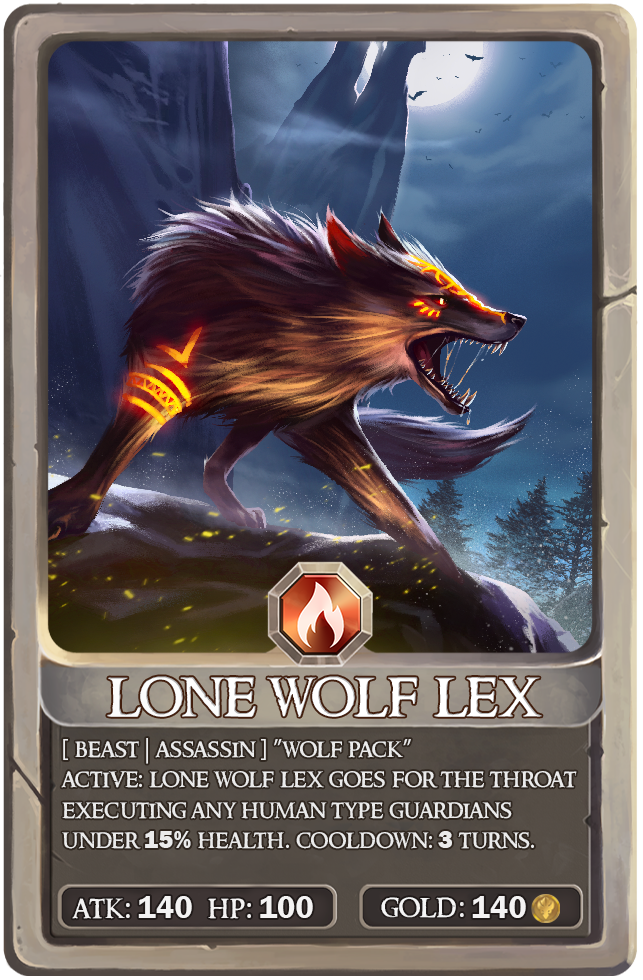 LONE WOLF LEX
[ BEAST | ASSASSIN ] "WOLF PACK"
ACTIVE: LONE WOLF LEX GOES FOR THE THROAT
EXECUTING ANY HUMAN TYPE GUARDIANS
UNDER 15% HEALTH. COOLDOWN: 3 TURNS.
ATK: 140 HP: 100 GOLD: 140